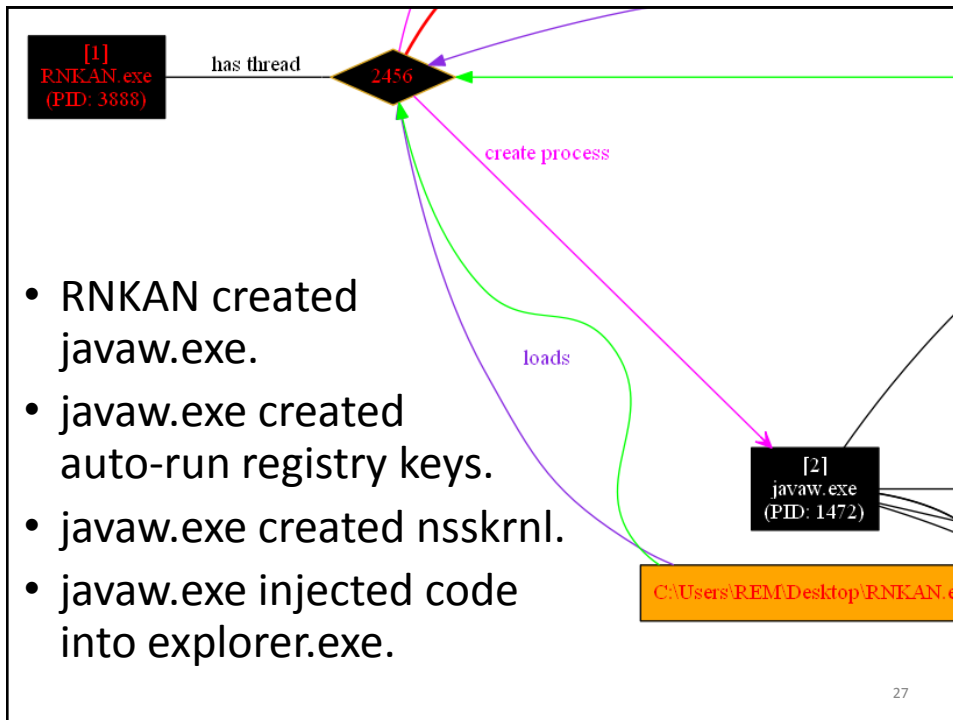 [1]
RNKAN.exe
(PID: 3888)
has thread
2456
create process
• RNKAN created
javaw.exe.
• javaw.exe created
auto-run registry keys.
• javaw.exe created nsskrnl.
• javaw.exe injected code
into explorer.exe.
loads
[2]
javaw.exe
(PID: 1472)
C:\Users\REM\Desktop\RNKAN.e
27